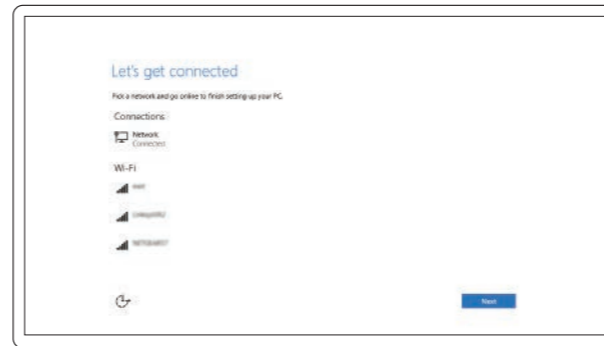 Let's get connected
Pick a network and go online to finish setting up your PC.
Connections
Network
Connected
Wi-Fi
Next